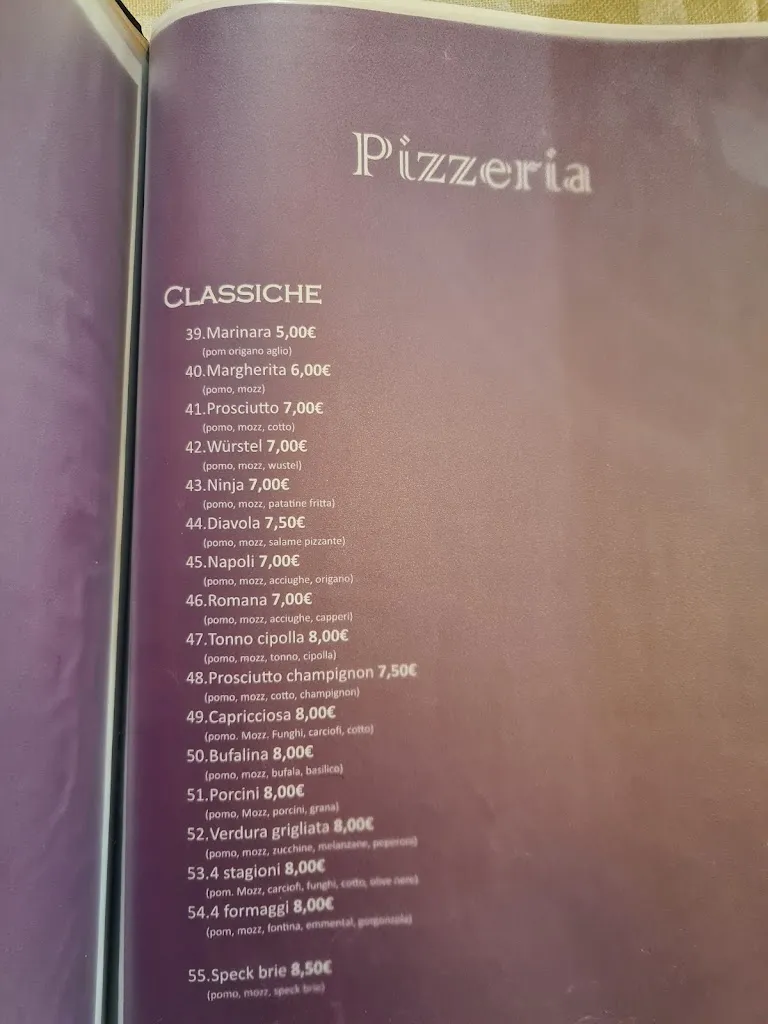 Pizzeria
CLASSICHE
39.Marinara 5,00€
(pom origano aglio)
40.Margherita 6,00€
(pomo, mozz)
41.Prosciutto 7,00€
(pomo, mozz, cotto)
42.Würstel 7,00€
(pomo, mozz, wustel)
43.Ninja 7,00€
(pomo, mozz, patatine fritta)
44.Diavola 7,50€
(pomo, mozz, salame pizzante)
45.Napoli 7,00€
(pomo, mozz, acciughe, origano)
46.Romana 7,00€
(pomo, mozz, acciughe, capperi)
47.Tonno cipolla 8,00€
(pomo, mozz, tonno, cipolla)
48.Prosciutto champignon 7,50€
(pomo, mozz, cotto, champignon)
49.Capricciosa 8,00€
(pomo. Mozz. Funghi, carciofi, cotto)
50.Bufalina 8,00€
(pomo, mozz, bufala, basilico)
51.Porcini 8,00€
(pomo, Mozz, porcini, grana)
52.Verdura grigliata 8,00€
(pomo, mozz, zucchine, melanzane, peperoni)
53.4 stagioni 8,00€
(pom. Mozz, carciofi, funghi, cotto, olive nere)
54.4 formaggi 8,00€
(pom, mozz, fontina, emmental, gorgonzola)
55.Speck brie 8,50€
(pomo, mozz, speck brie)